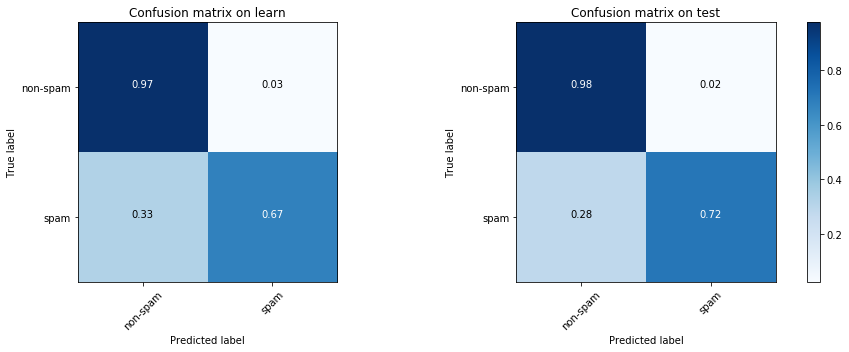 Confusion matrix on learn
non-spam
spam
True label
0.97
0.03
0.33
0.67
non-spam
spam
Predicted label
Confusion matrix on test
non-spam
spam
True label
0.98
0.02
0.28
0.72
non-spam
spam
Predicted label
0.8
0.6
0.4
0.2